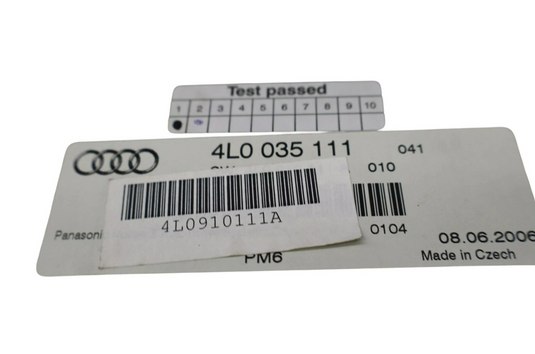 Test passed
1 2 3 4 5 6 7 8 9 10
4L0 035 111 041
010
4L0910111A
Panasoni
0104
08.06.2006
PM6
Made in Czech